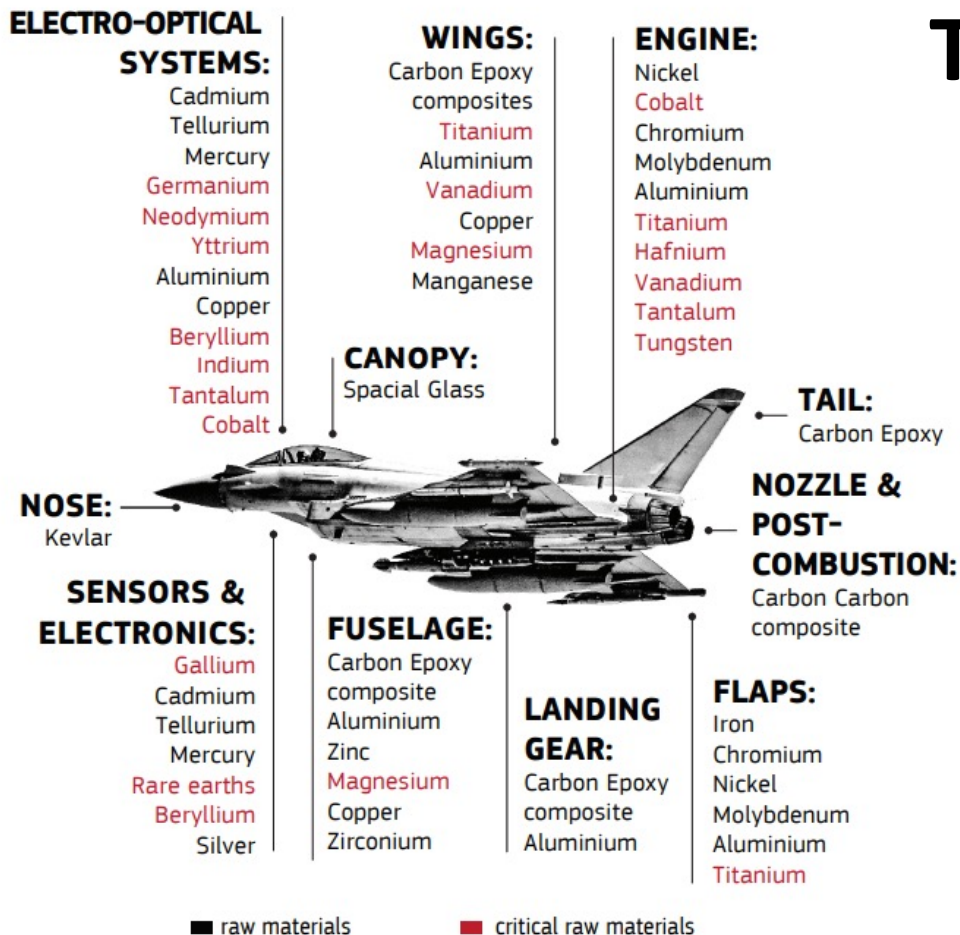 ELECTRO-OPTICAL
SYSTEMS:
Cadmium
Tellurium
Mercury
Germanium
Neodymium
Yttrium
Aluminium
Copper
Beryllium
Indium
Tantalum
Cobalt
WINGS:
Carbon Epoxy
composites
Titanium
Aluminium
Vanadium
Copper
Magnesium
Manganese
ENGINE:
Nickel
Cobalt
Chromium
Molybdenum
Aluminium
Titanium
Hafnium
Vanadium
Tantalum
Tungsten
T
CANOPY:
Spacial Glass
TAIL:
Carbon Epoxy
NOSE:
Kevlar
NOZZLE &
POST-
COMBUSTION:
Carbon Carbon
composite
SENSORS &
ELECTRONICS:
Gallium
Cadmium
Tellurium
Mercury
Rare earths
Beryllium
Silver
FUSELAGE:
Carbon Epoxy
composite
Aluminium
Zinc
Magnesium
Copper
Zirconium
LANDING
GEAR:
Carbon Epoxy
composite
Aluminium
FLAPS:
Iron
Chromium
Nickel
Molybdenum
Aluminium
Titanium
raw materials
critical raw materials